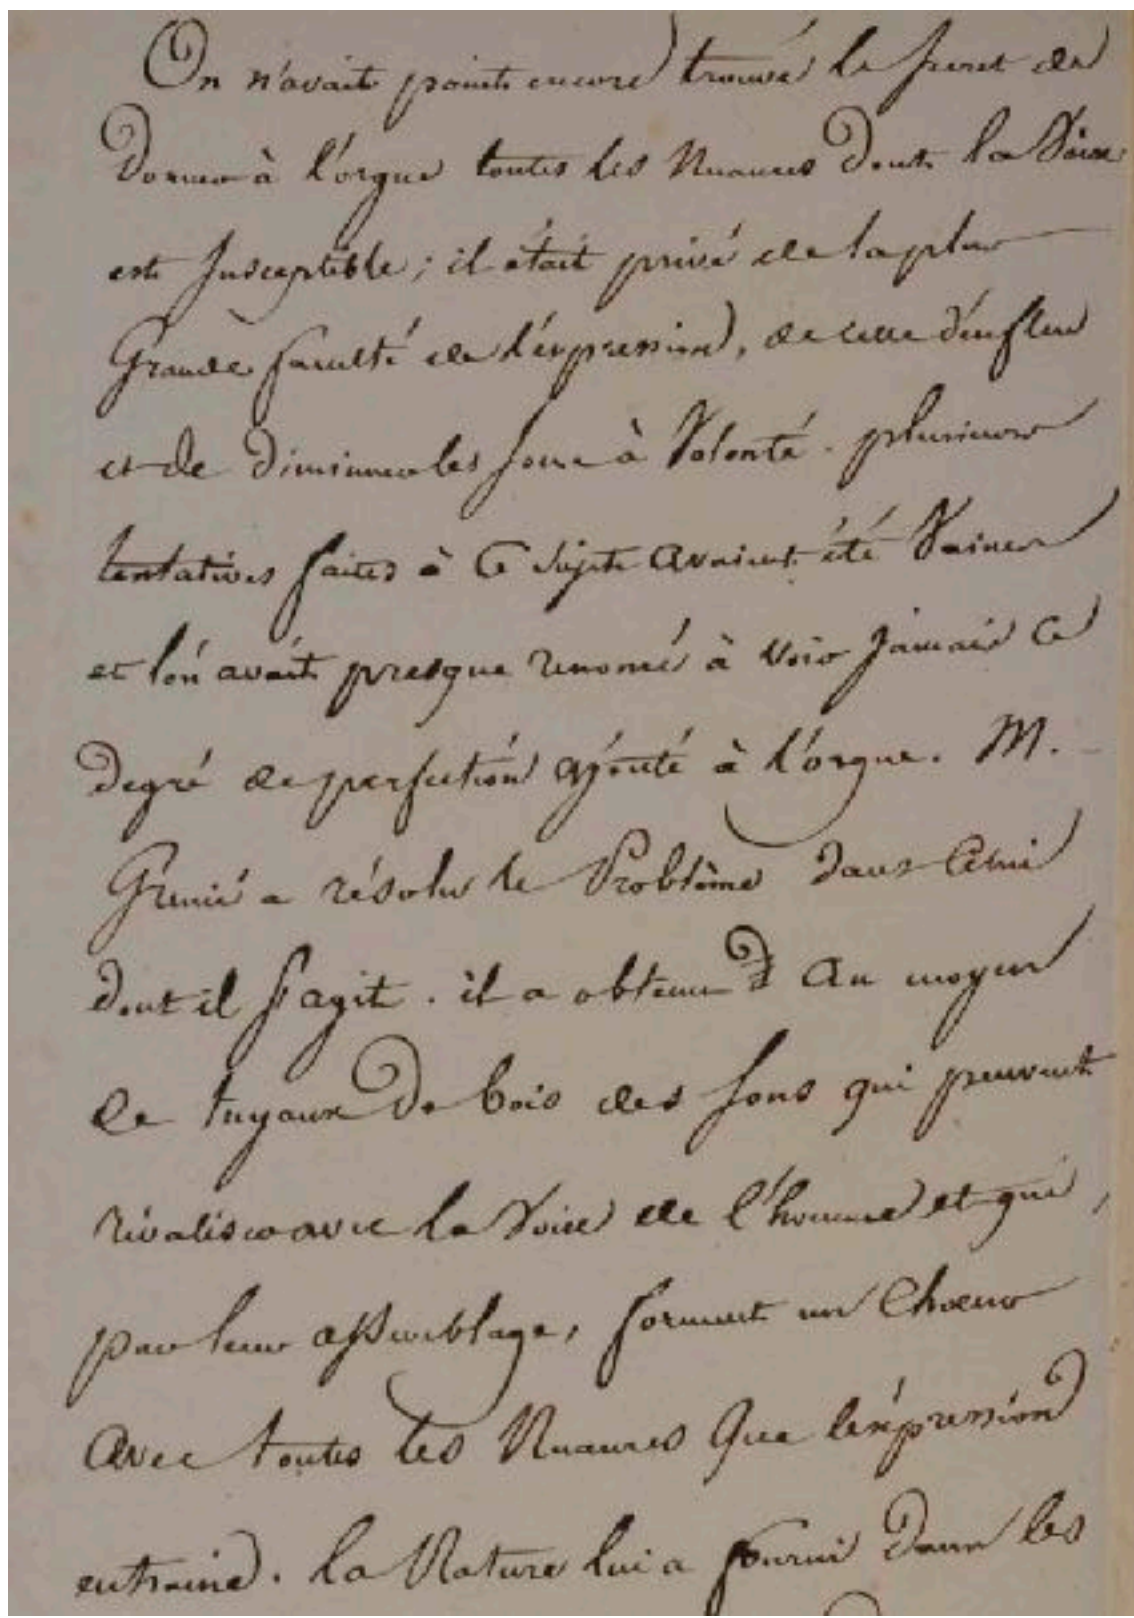 On n'avait point encore trouvé le secret de
Donner à l'orgue toutes les Nuances Dont la Voix
est susceptible; il était privé de la plus
Grande faculté de l'éxpression, de celle d'enfler
et de Diminuer les sons à Volonté. plusieurs
tentatives faites à ce sujet avaient été Vaines
et l'on avait presque renoncé à voir jamais ce
Degré de perfection ajouté à l'orgue. M.
Grenié a résolu le Problême dans celui
dont il s'agit. il a obtenu au moyen
de tuyaux De bois des sons qui peuvent
rivaliser avec la Voix de l'homme et qui,
par leur assemblage, forment un Choeur
avec toutes les Nuances Que l'éxpression
entraine. la Nature lui a fourni Dans les